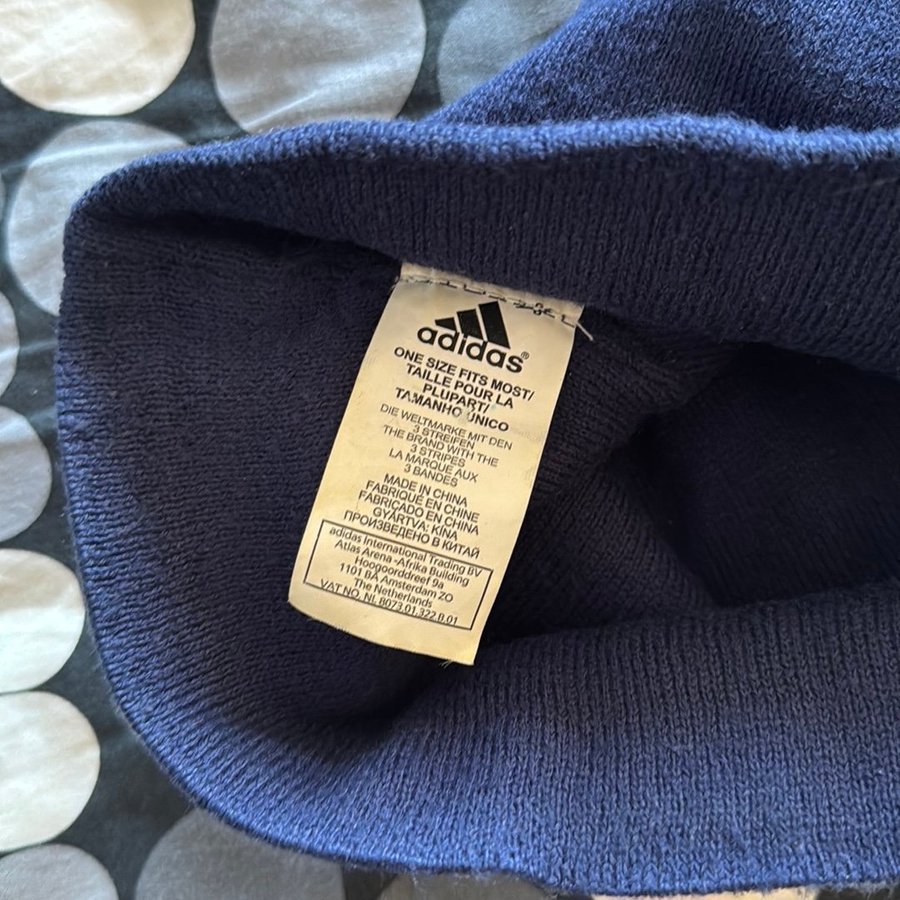 adidas®
ONE SIZE FITS MOST/
TAILLE POUR LA
PLUPART/
TAMANHO UNICO
DIE WELTMARKE MIT DEN
3 STREIFEN
THE BRAND WITH THE
3 STRIPES
LA MARQUE AUX
3 BANDES
MADE IN CHINA
FABRIQUÉ EN CHINE
FABRICADO EN CHINA
GYÁRTVA: KÍNA
ПРОИЗВЕДЕНО В КИТАЙ
adidas International Trading BV
Atlas Arena -Afrika Building
Hoogoorddreef 9a
1101 BA Amsterdam ZO
The Netherlands
VAT NO. NL 8073.01.322.B.01